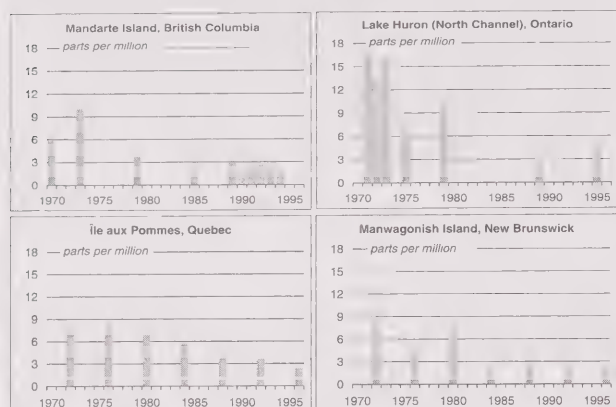 Mandarte Island, British Columbia
18 parts per million
15
12
9
6
3
0
1970 1975 1980 1985 1990 1995
Lake Huron (North Channel), Ontario
18 parts per million
15
12
9
6
3
0
1970 1975 1980 1985 1990 1995
Île aux Pommes, Quebec
18 parts per million
15
12
9
6
3
0
1970 1975 1980 1985 1990 1995
Manwagonish Island, New Brunswick
18 parts per million
15
12
9
6
3
0
1970 1975 1980 1985 1990 1995